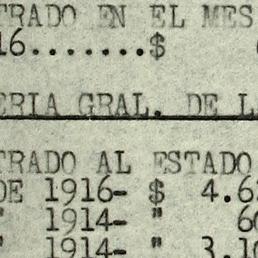 TRADO EN EL MES
16.......$
ERIA GRAL. DE L
TRADO AL ESTADO
DE 1916- $ 4.6
" 1914- " 6
" 1914- " 3.1